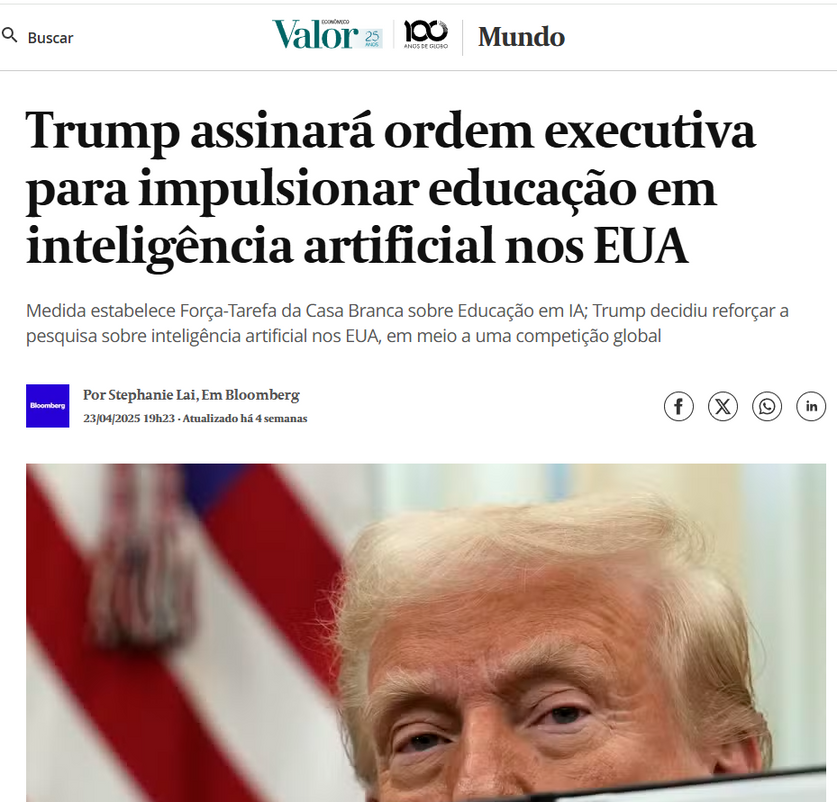 Buscar
Valor ECONÔMICO 25 ANOS
100 ANOS DE GLOBO
Mundo
Trump assinará ordem executiva
para impulsionar educação em
inteligência artificial nos EUA
Medida estabelece Força-Tarefa da Casa Branca sobre Educação em IA; Trump decidiu reforçar a
pesquisa sobre inteligência artificial nos EUA, em meio a uma competição global
Bloomberg
Por Stephanie Lai, Em Bloomberg
23/04/2025 19h23 · Atualizado há 4 semanas